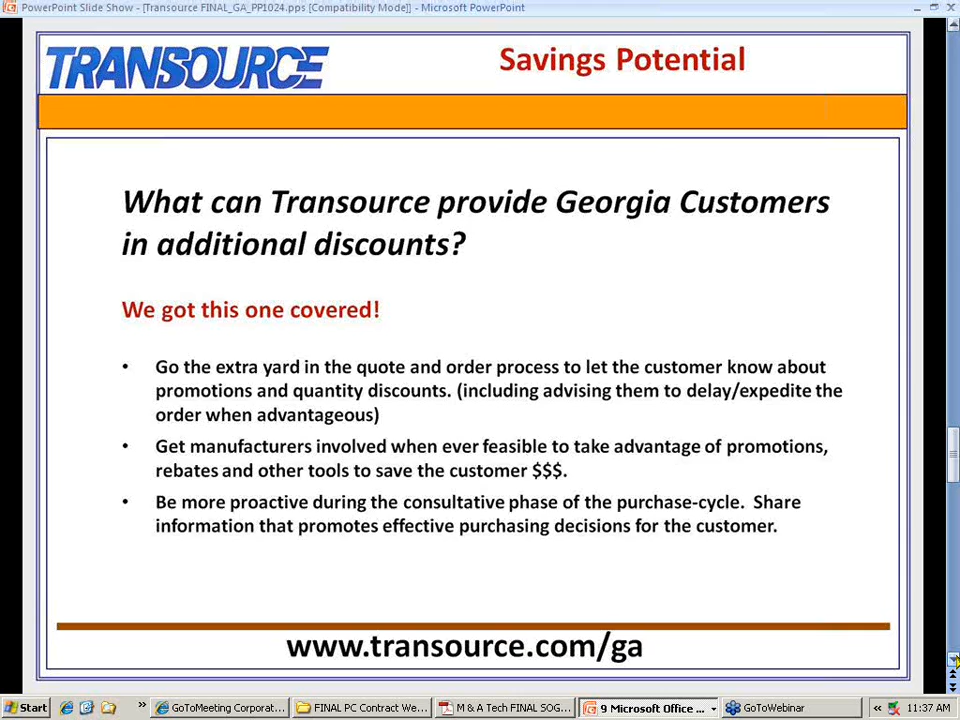 PowerPoint Slide Show - [Transource FINAL_GA_PP1024.pps [Compatibility Mode]] - Microsoft PowerPoint
TRANSOURCE
Savings Potential
What can Transource provide Georgia Customers
in additional discounts?
We got this one covered!
• Go the extra yard in the quote and order process to let the customer know about
promotions and quantity discounts. (including advising them to delay/expedite the
order when advantageous)
• Get manufacturers involved when ever feasible to take advantage of promotions,
rebates and other tools to save the customer $$$.
• Be more proactive during the consultative phase of the purchase-cycle. Share
information that promotes effective purchasing decisions for the customer.
www.transource.com/ga
Start » GoToMeeting Corporat... FINAL PC Contract We... M & A Tech FINAL SOG... 9 Microsoft Office ... GoToWebinar « 11:37 AM